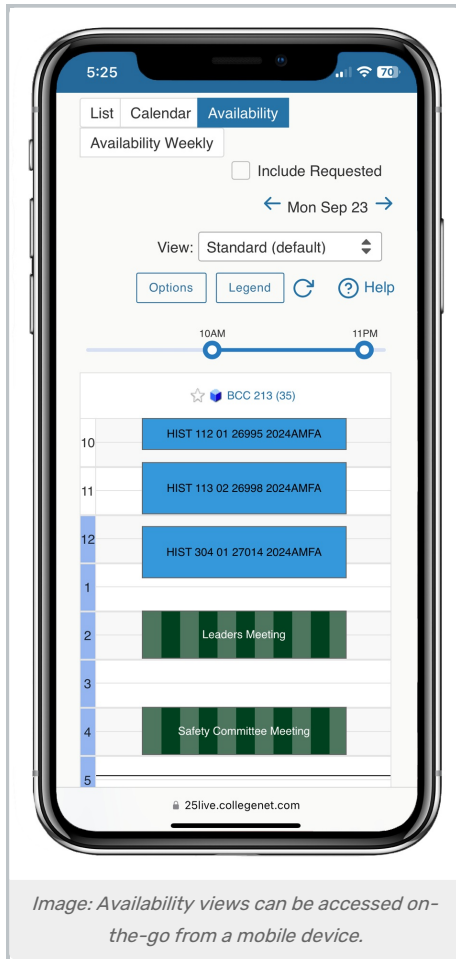 5:25
70
List Calendar Availability
Availability Weekly
Include Requested
← Mon Sep 23 →
View: Standard (default)
Options Legend ? Help
10AM 11PM
BCC 213 (35)
HIST 112 01 26995 2024AMFA
10
HIST 113 02 26998 2024AMFA
11
12
HIST 304 01 27014 2024AMFA
1
2 Leaders Meeting
3
4 Safety Committee Meeting
5
25live.collegenet.com
Image: Availability views can be accessed on-
the-go from a mobile device.